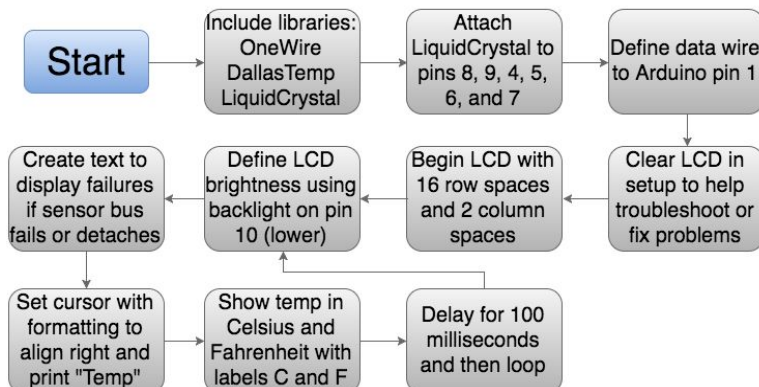 Start
Include libraries:
OneWire
DallasTemp
LiquidCrystal
Attach
LiquidCrystal to
pins 8, 9, 4, 5,
6, and 7
Define data wire
to Arduino pin 1
Clear LCD in
setup to help
troubleshoot or
fix problems
Begin LCD with
16 row spaces
and 2 column
spaces
Define LCD
brightness using
backlight on pin
10 (lower)
Create text to
display failures
if sensor bus
fails or detaches
Set cursor with
formatting to
align right and
print "Temp"
Show temp in
Celsius and
Fahrenheit with
labels C and F
Delay for 100
milliseconds
and then loop